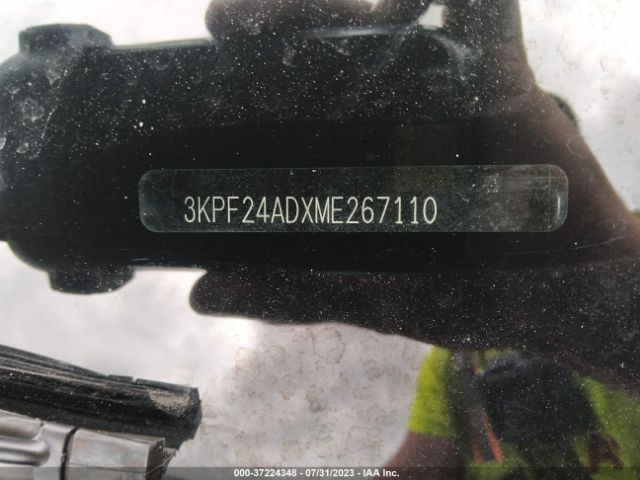 3KPF24ADXME267110
000-37224348 - 07/31/2023 - IAA Inc.